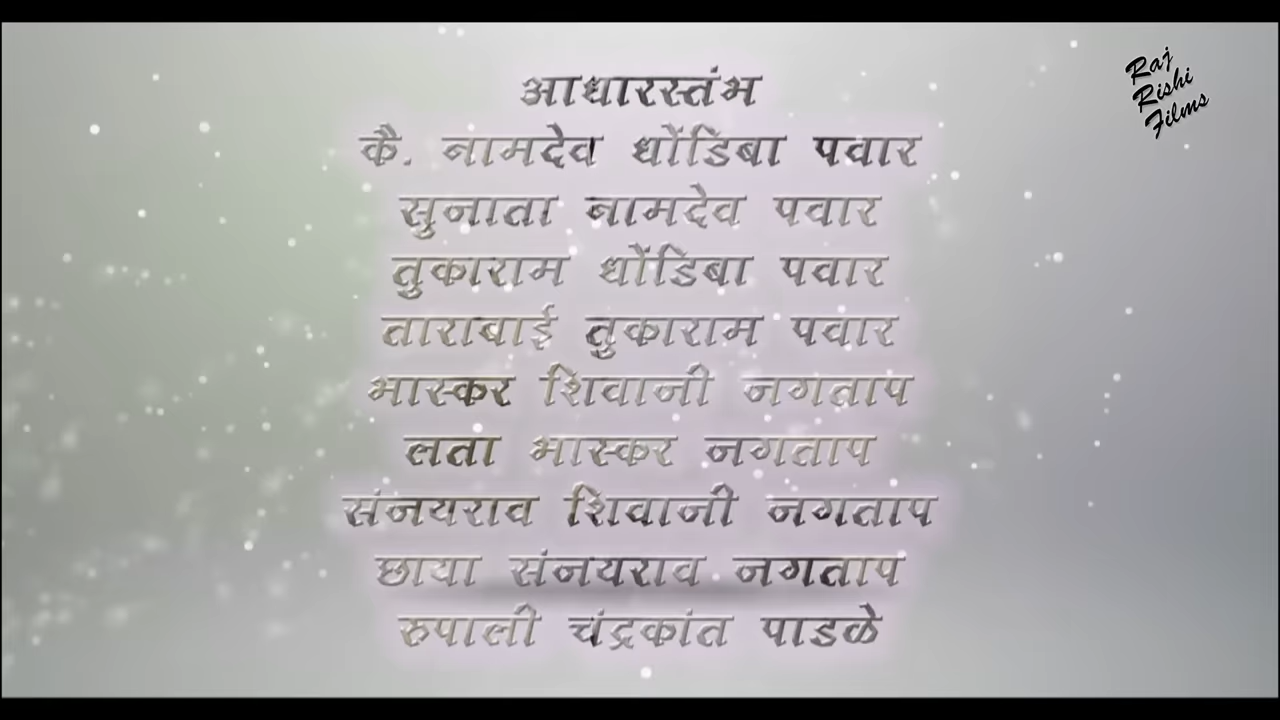 आधारस्तंभ
कै. नामदेव धोंडिबा पवार
सुनाता नामदेव पवार
तुकाराम धोंडिबा पवार
ताराबाई तुकाराम पवार
भास्कर शिवाजी जगताप
लता भास्कर जगताप
संजयराव शिवाजी जगताप
छाया संजयराव जगताप
रुपाली चंद्रकांत पाडळे
Raj
Rishi
Films